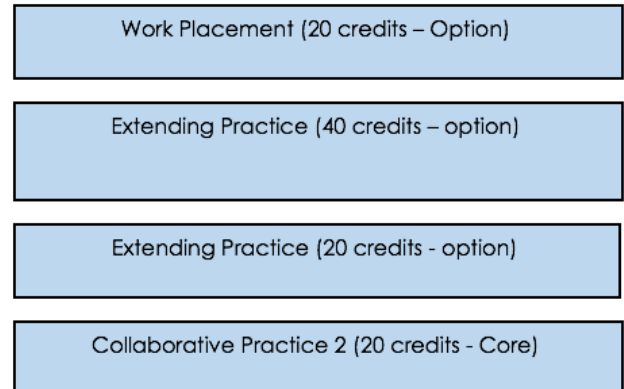 Work Placement (20 credits – Option)
Extending Practice (40 credits – option)
Extending Practice (20 credits - option)
Collaborative Practice 2 (20 credits - Core)